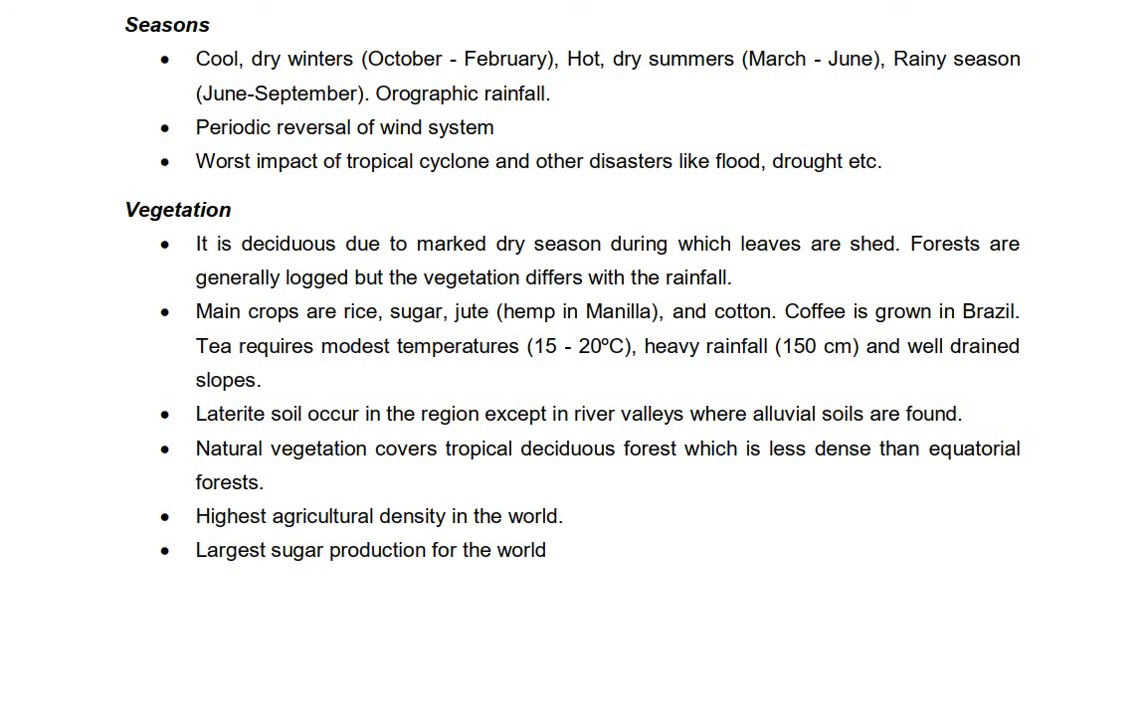 Seasons
• Cool, dry winters (October - February), Hot, dry summers (March - June), Rainy season
(June-September). Orographic rainfall.
• Periodic reversal of wind system
• Worst impact of tropical cyclone and other disasters like flood, drought etc.
Vegetation
• It is deciduous due to marked dry season during which leaves are shed. Forests are
generally logged but the vegetation differs with the rainfall.
• Main crops are rice, sugar, jute (hemp in Manilla), and cotton. Coffee is grown in Brazil.
Tea requires modest temperatures (15 - 20ºC), heavy rainfall (150 cm) and well drained
slopes.
• Laterite soil occur in the region except in river valleys where alluvial soils are found.
• Natural vegetation covers tropical deciduous forest which is less dense than equatorial
forests.
• Highest agricultural density in the world.
• Largest sugar production for the world